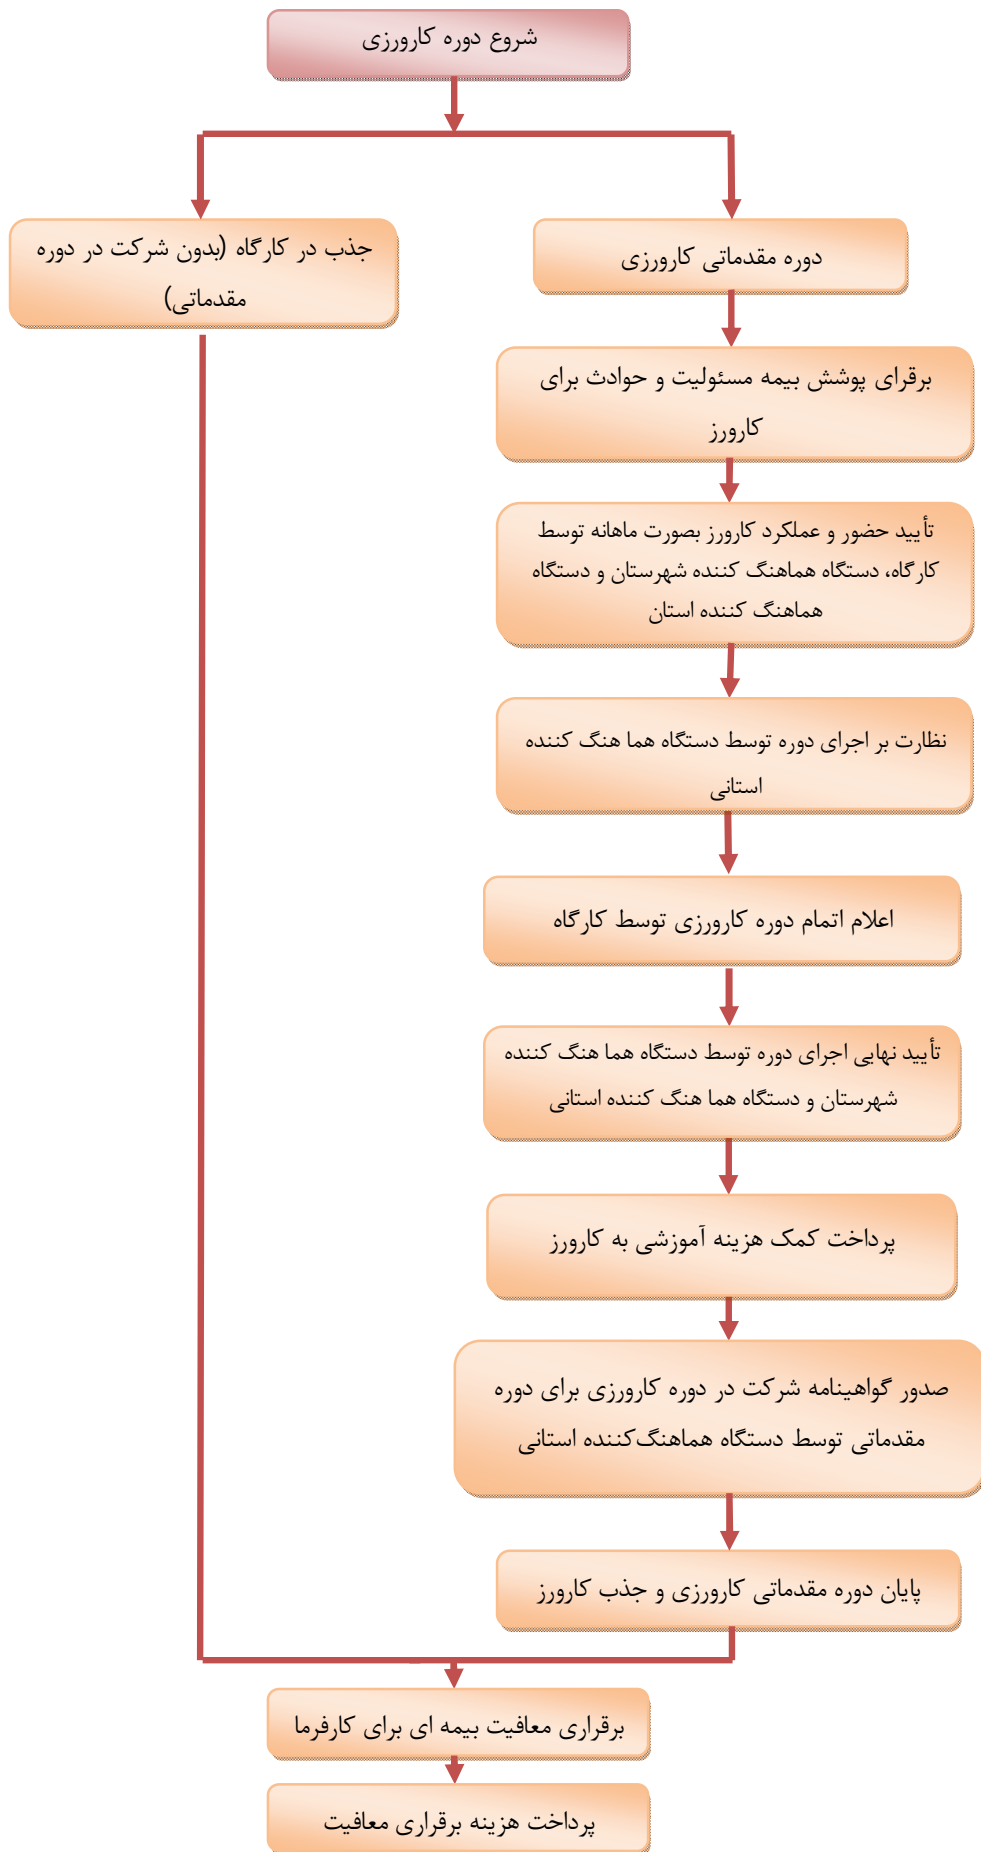 شروع دوره کارورزی
جذب در کارگاه (بدون شرکت در دوره
مقدماتی)
دوره مقدماتی کارورزی
برقرای پوشش بیمه مسئولیت و حوادث برای
کارورز
تأیید حضور و عملکرد کارورز بصورت ماهانه توسط
کارگاه، دستگاه هماهنگ کننده شهرستان و دستگاه
هماهنگ کننده استان
نظارت بر اجرای دوره توسط دستگاه هما هنگ کننده
استانی
اعلام اتمام دوره کارورزی توسط کارگاه
تأیید نهایی اجرای دوره توسط دستگاه هما هنگ کننده
شهرستان و دستگاه هما هنگ کننده استانی
پرداخت کمک هزینه آموزشی به کارورز
صدور گواهینامه شرکت در دوره کارورزی برای دوره
مقدماتی توسط دستگاه هماهنگ‌کننده استانی
پایان دوره مقدماتی کارورزی و جذب کارورز
برقراری معافیت بیمه ای برای کارفرما
پرداخت هزینه برقراری معافیت